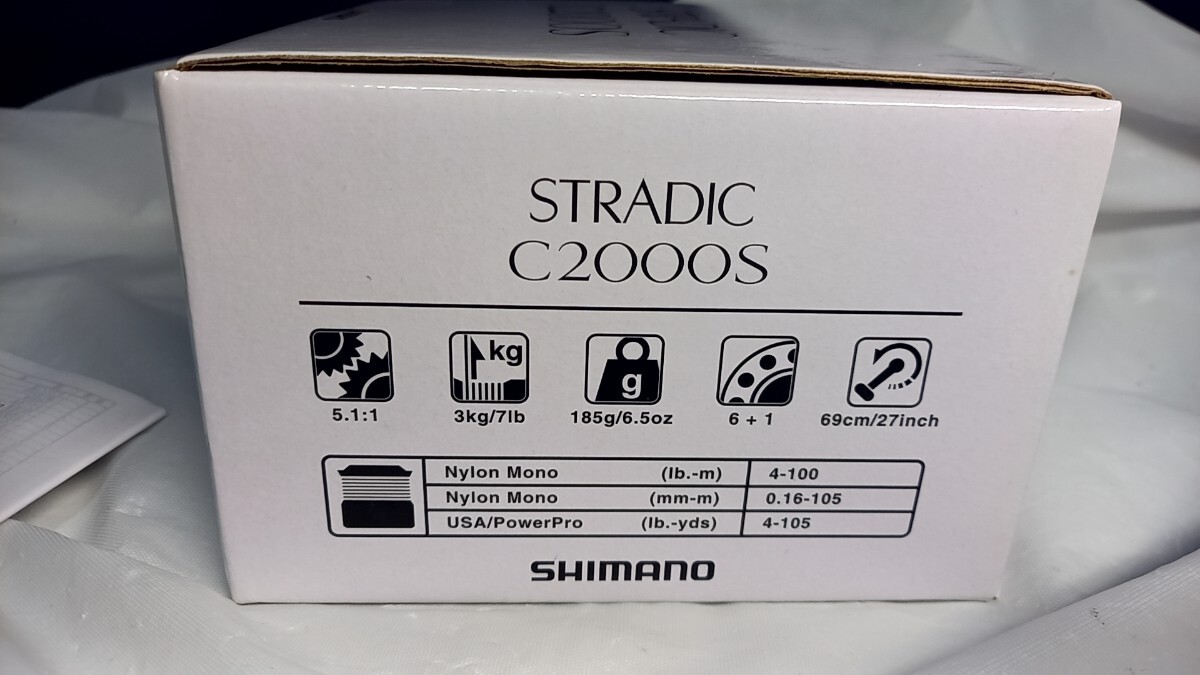 STRADIC
C2000S
kg
g
5.1:1 3kg/7lb 185g/6.5oz 6 + 1 69cm/27inch
Nylon Mono (lb.-m) 4-100
Nylon Mono (mm-m) 0.16-105
USA/PowerPro (lb.-yds) 4-105
SHIMANO